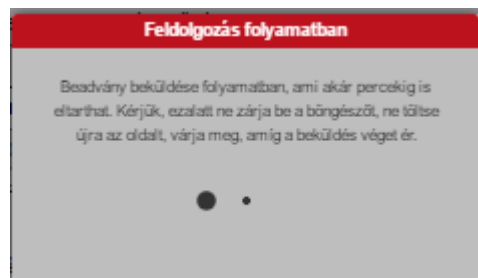 Feldolgozás folyamatban
Beadvány beküldése folyamatban, ami akár percekig is
eltarthat. Kérjük, ezalatt ne zárja be a böngészőt, ne töltse
újra az oldalt, várja meg, amíg a beküldés véget ér.